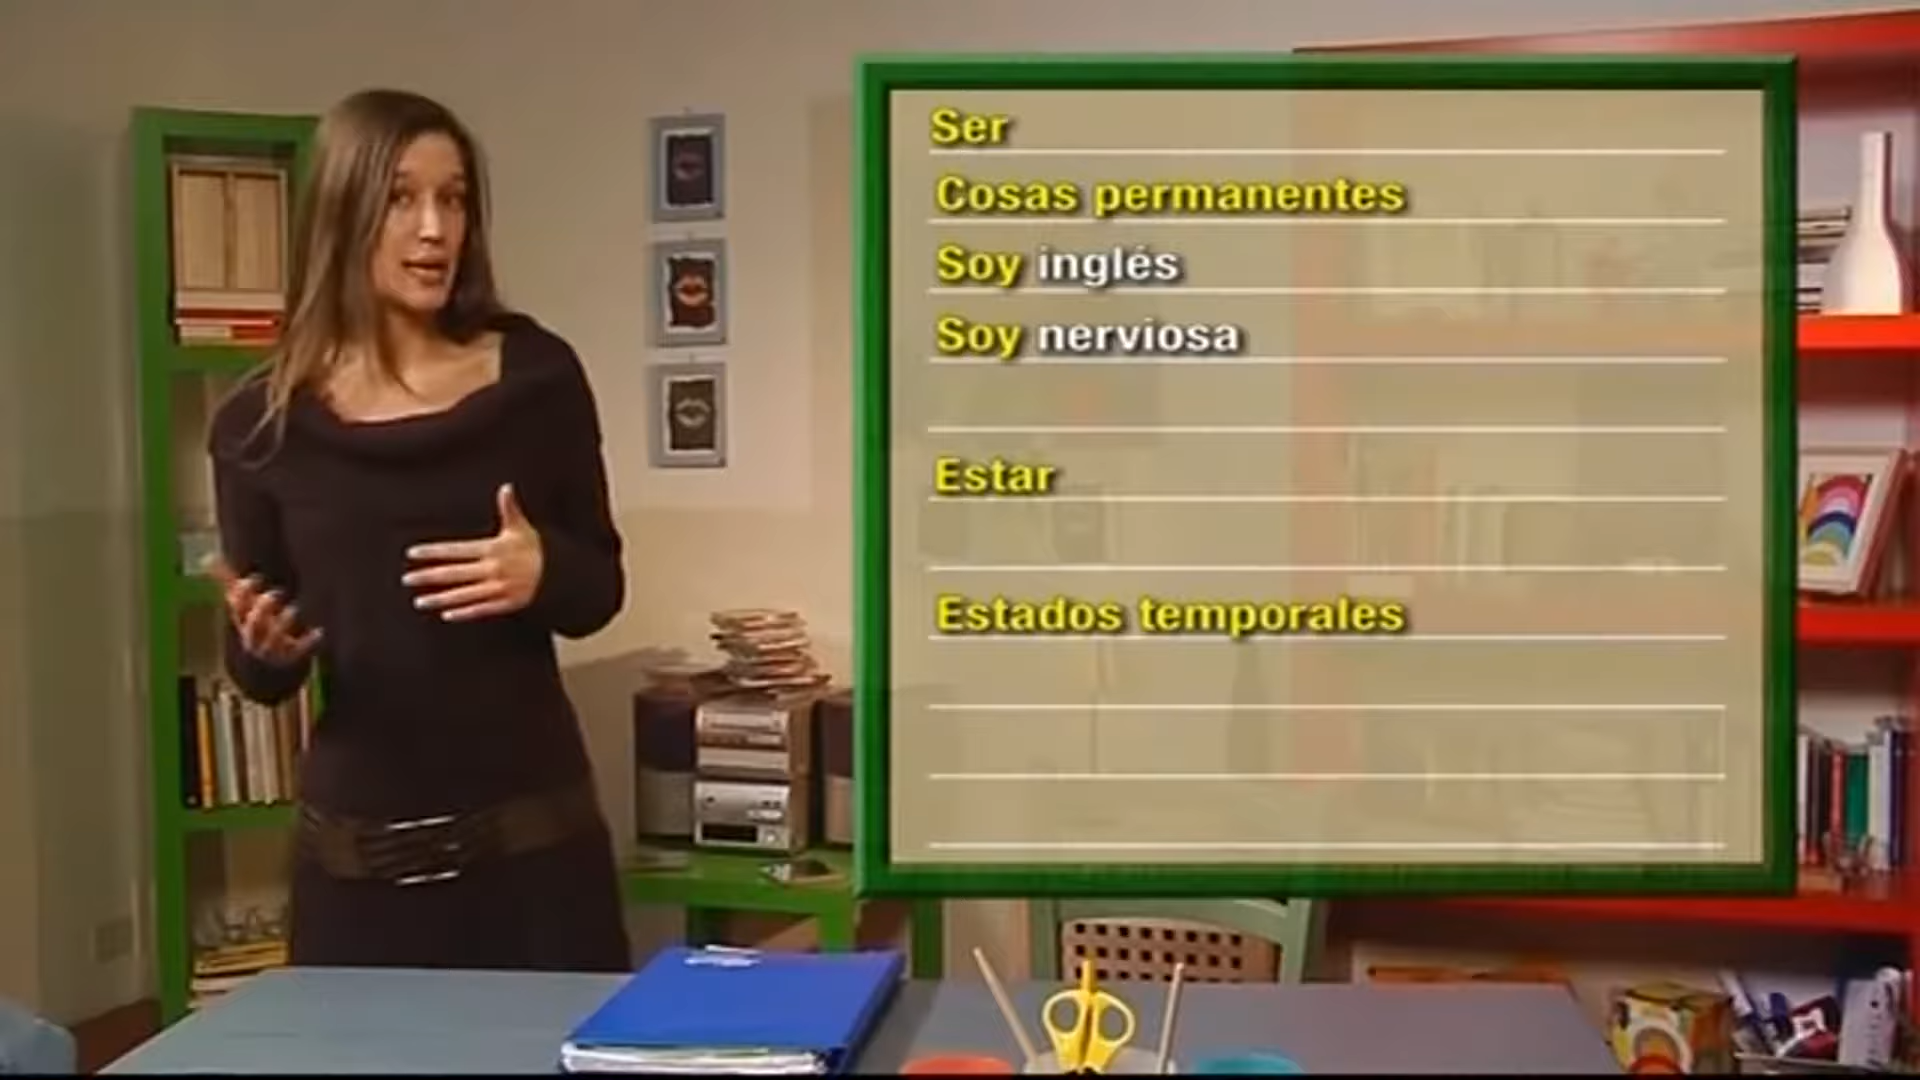 Ser
Cosas permanentes
Soy inglés
Soy nerviosa
Estar
Estados temporales